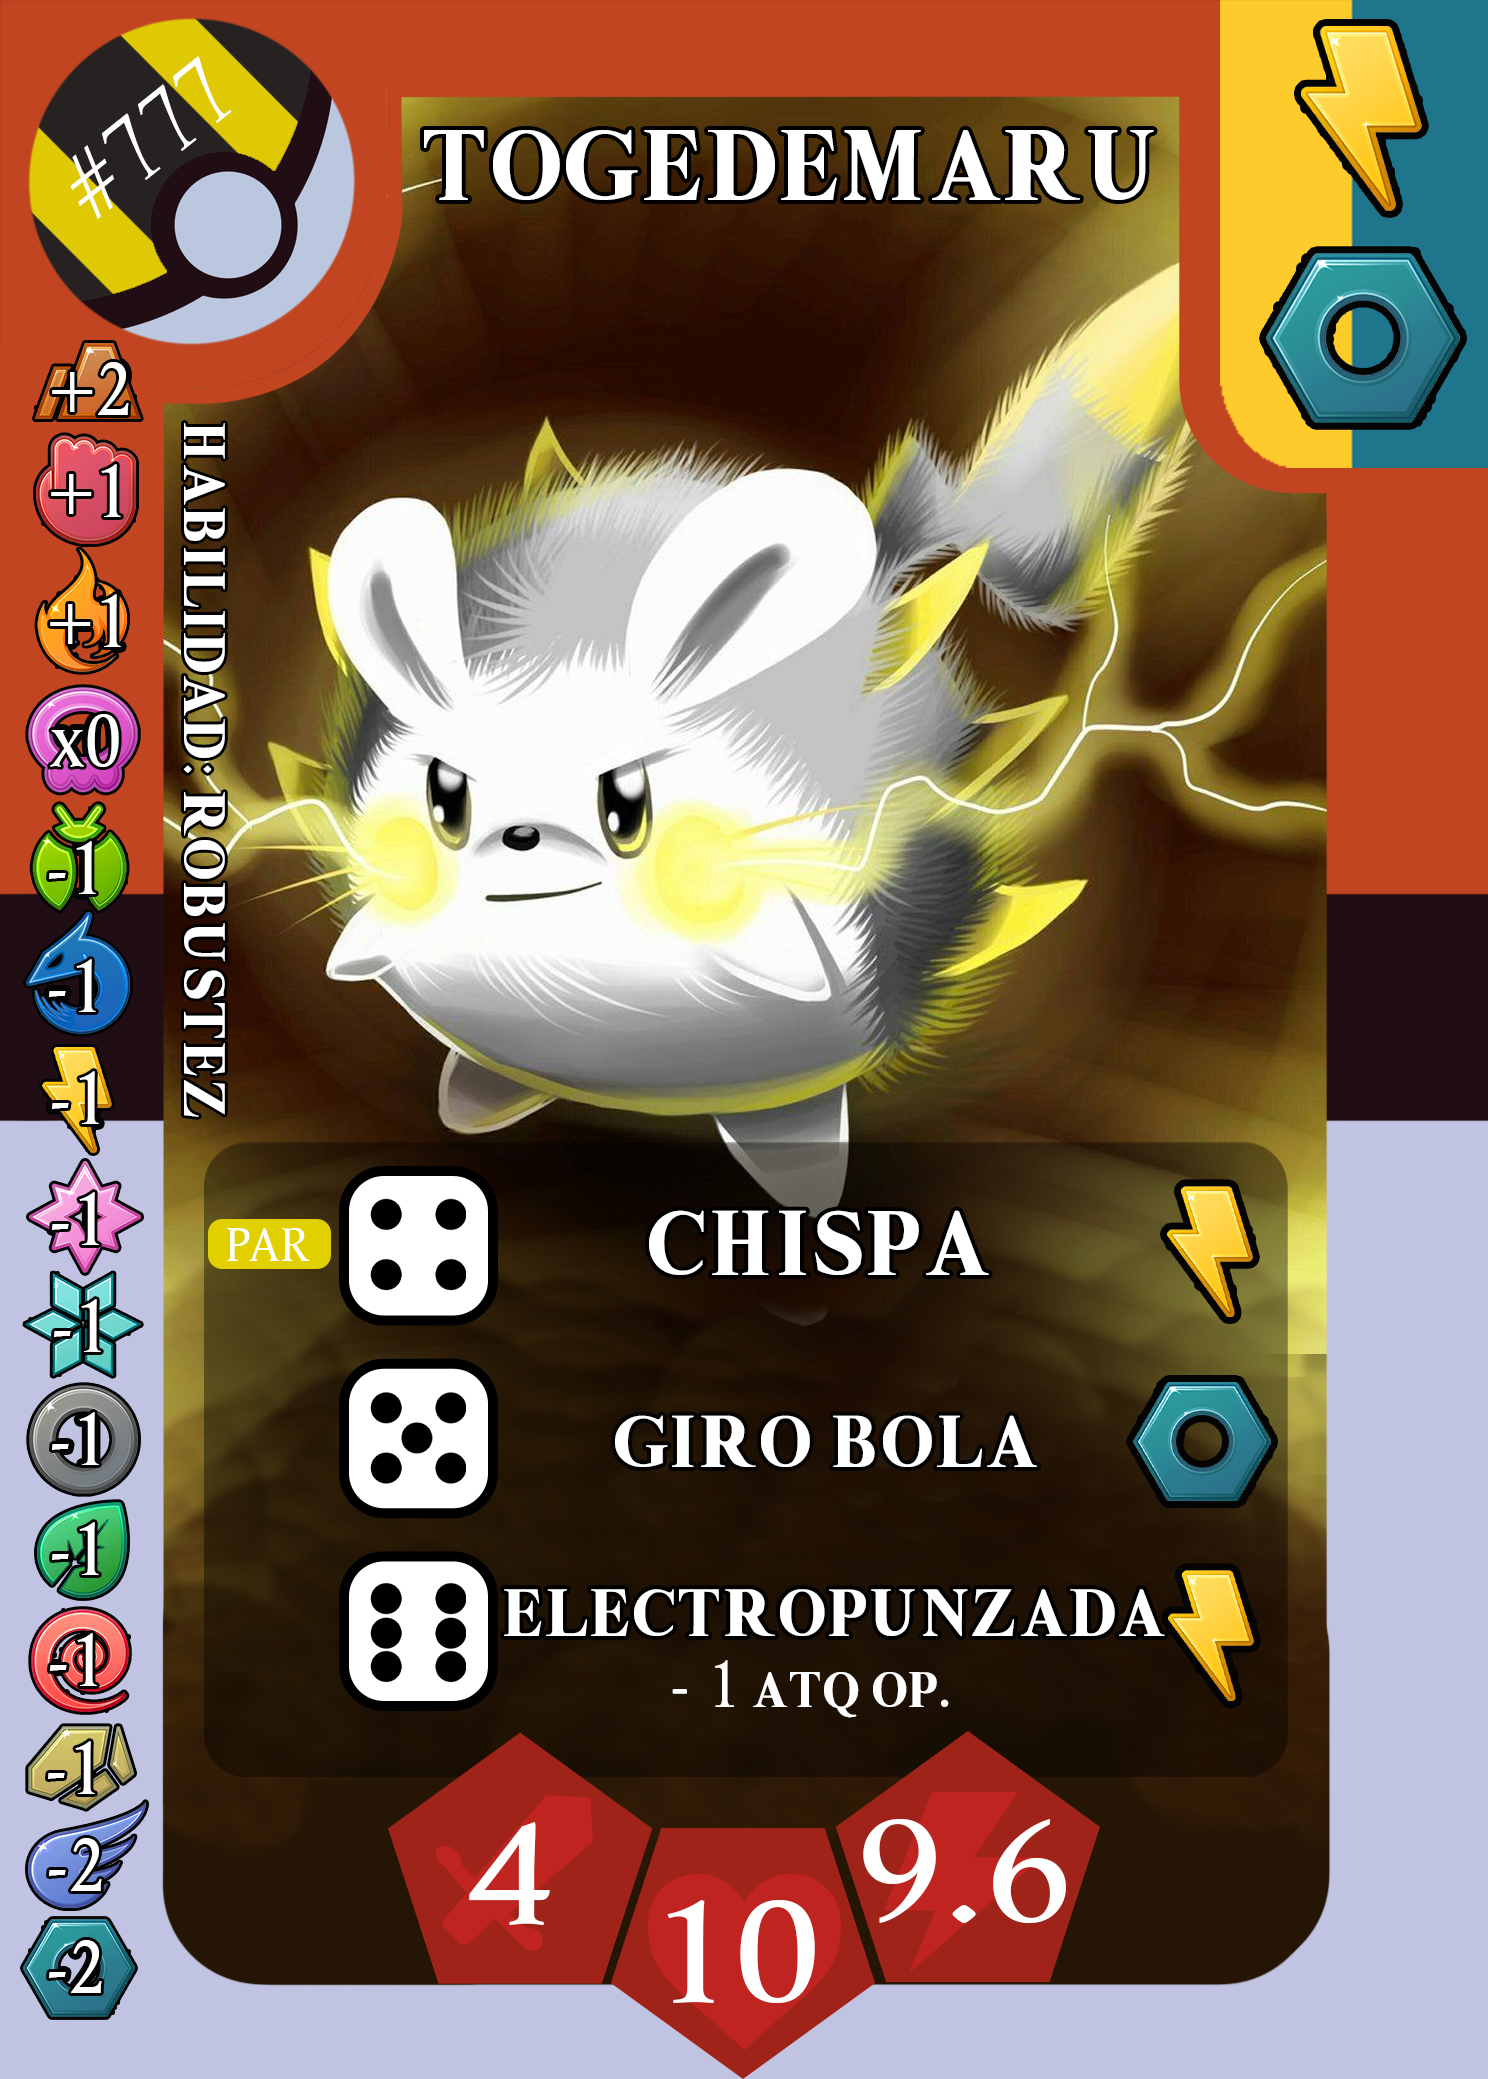 #777
TOGEDEMARU
+2
+1
+1
x0
-1
-1
-1
-1
-1
-1
-1
-1
-1
-2
-2
HABILIDAD: ROBUSTEZ
PAR
CHISPA
GIRO BOLA
ELECTROPUNZADA
- 1 ATQ OP.
4
10
9.6